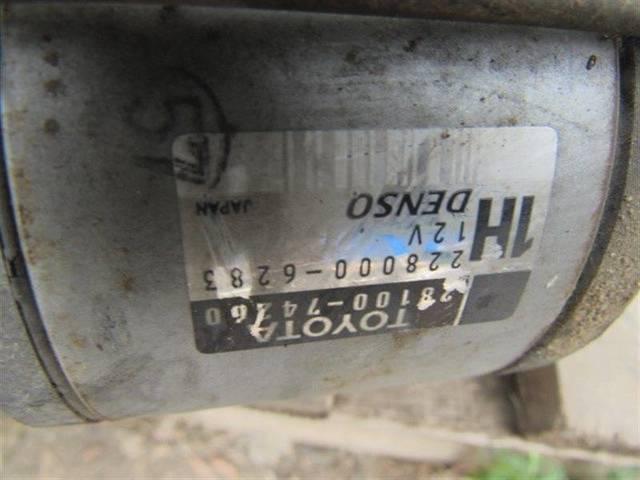 TOYOTA
28100-74260
228000-6283
12V
1H
DENSO JAPAN